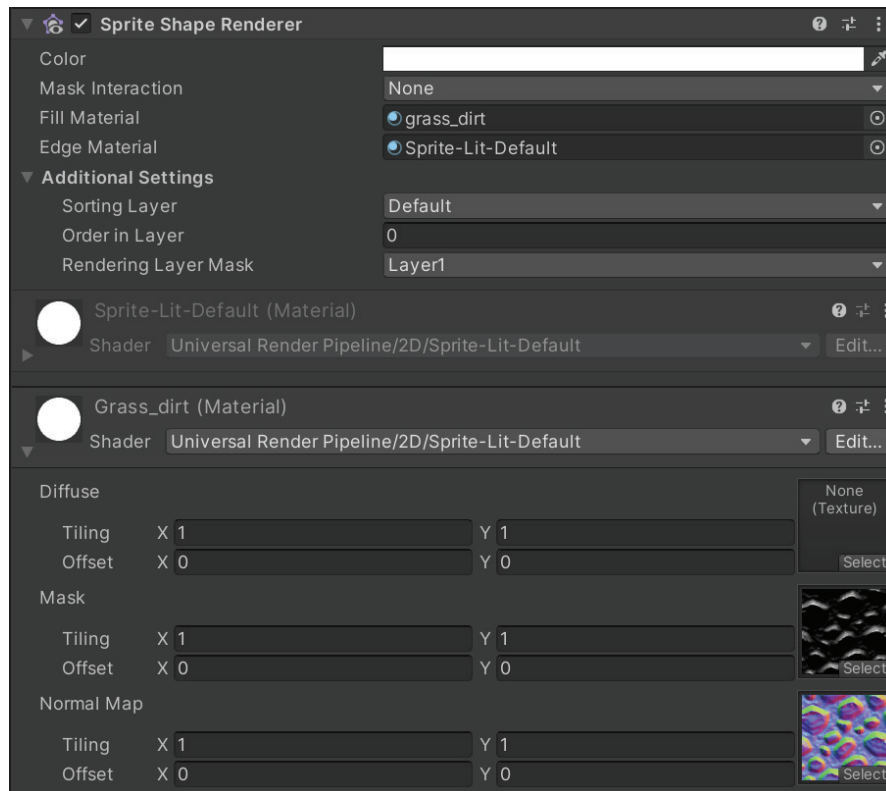 Sprite Shape Renderer
Color
Mask Interaction None
Fill Material grass_dirt
Edge Material Sprite-Lit-Default
Additional Settings
Sorting Layer Default
Order in Layer 0
Rendering Layer Mask Layer1
Sprite-Lit-Default (Material)
Shader Universal Render Pipeline/2D/Sprite-Lit-Default Edit...
Grass_dirt (Material)
Shader Universal Render Pipeline/2D/Sprite-Lit-Default Edit...
Diffuse None
(Texture)
Tiling X 1 Y 1
Offset X 0 Y 0 Select
Mask
Tiling X 1 Y 1
Offset X 0 Y 0 Select
Normal Map
Tiling X 1 Y 1
Offset X 0 Y 0 Select